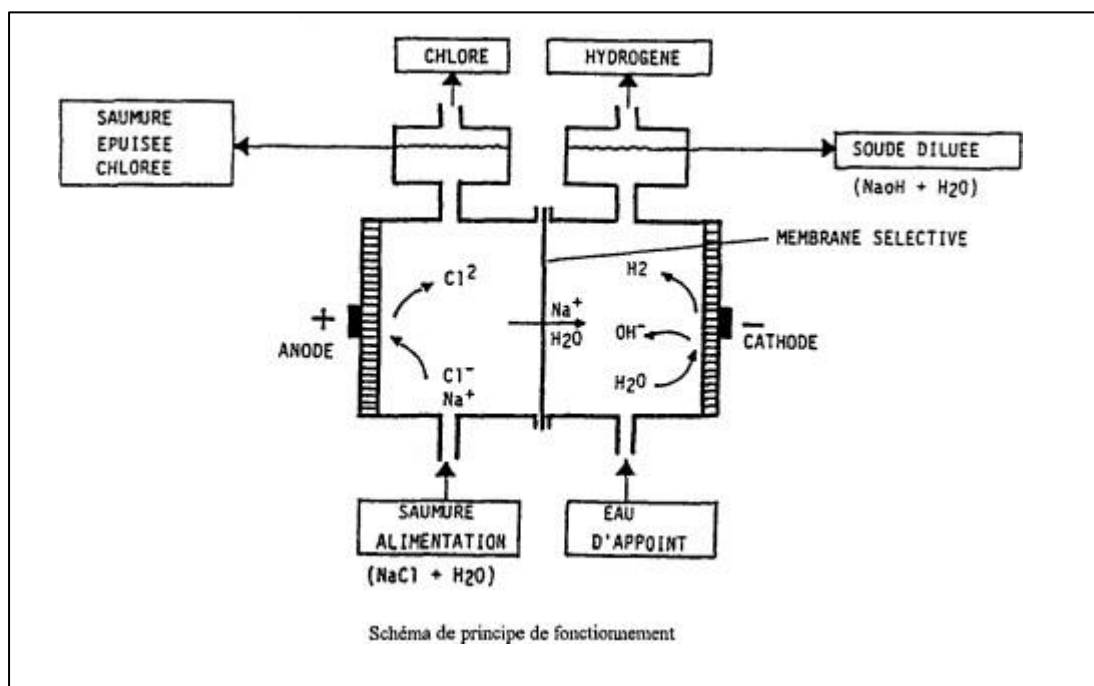 CHLORE
HYDROGENE
SAUMURE
EPUISEE
CHLOREE
SOUDE DILUEE
(NaoH + H2O)
MEMBRANE SELECTIVE
Cl2
H2
+
ANODE
Na+
H2O
OH-
-
CATHODE
Cl-
Na+
H2O
SAUMURE
ALIMENTATION
(NaCl + H2O)
EAU
D'APPOINT
Schéma de principe de fonctionnement